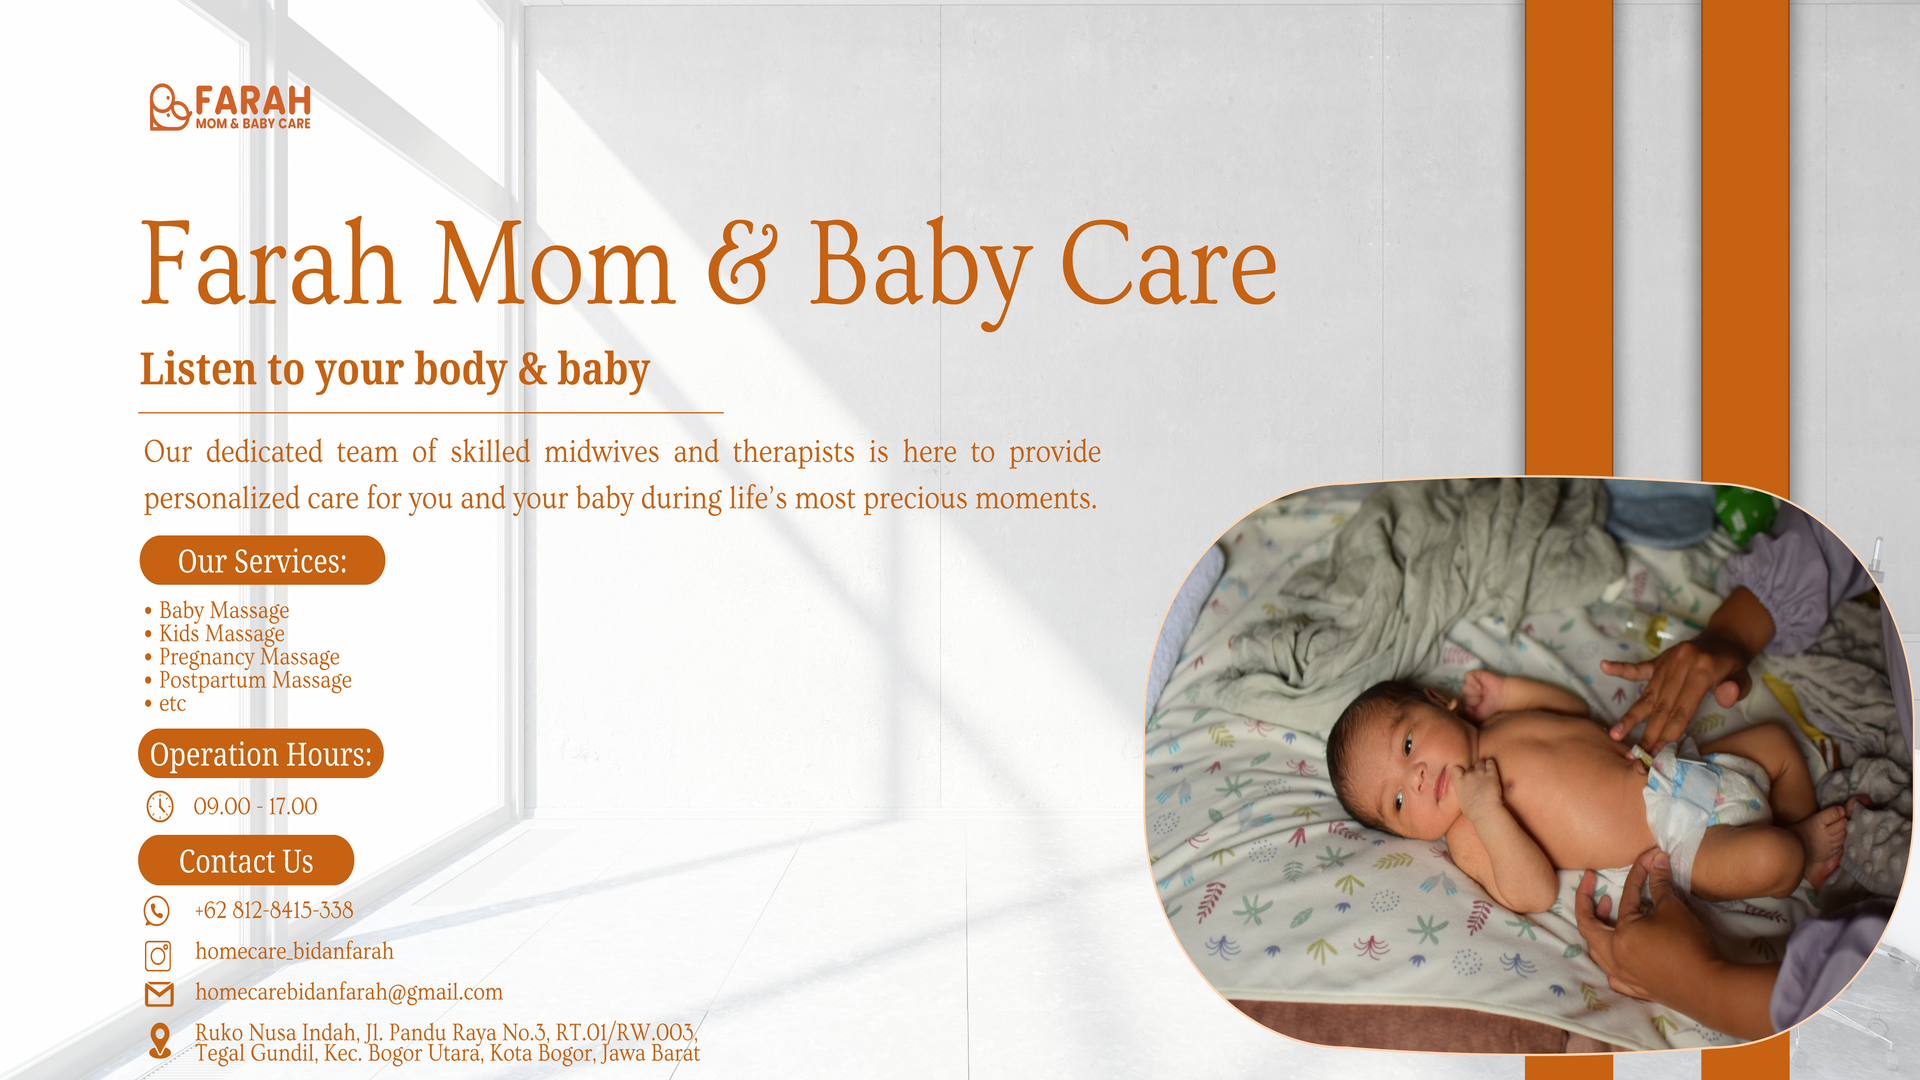 FARAH
MOM & BABY CARE
Farah Mom & Baby Care
Listen to your body & baby
Our dedicated team of skilled midwives and therapists is here to provide
personalized care for you and your baby during life's most precious moments.
Our Services:
• Baby Massage
• Kids Massage
• Pregnancy Massage
• Postpartum Massage
• etc
Operation Hours:
09.00 - 17.00
Contact Us
+62 812-8415-338
homecare_bidanfarah
homecarebidanfarah@gmail.com
Ruko Nusa Indah, Jl. Pandu Raya No.3, RT.01/RW.003,
Tegal Gundil, Kec. Bogor Utara, Kota Bogor, Jawa Barat